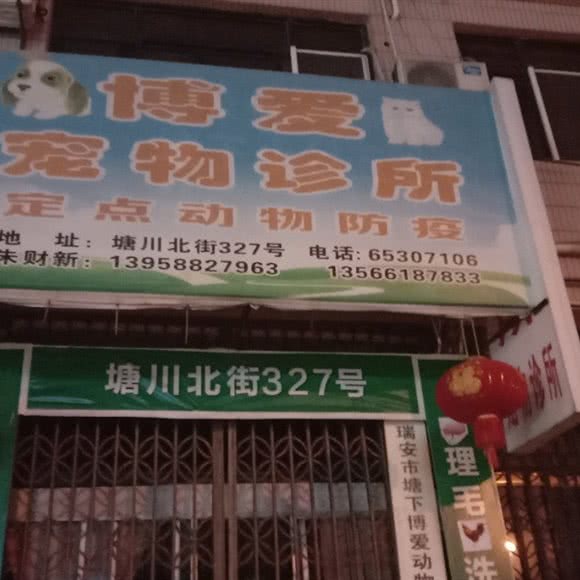 博爱
宠物诊所
定点动物防疫
地 址：塘川北街327号 电话：65307106
朱财新：13958827963 13566187833
塘川北街327号
物诊所
瑞安市塘下博爱动
理毛
洗